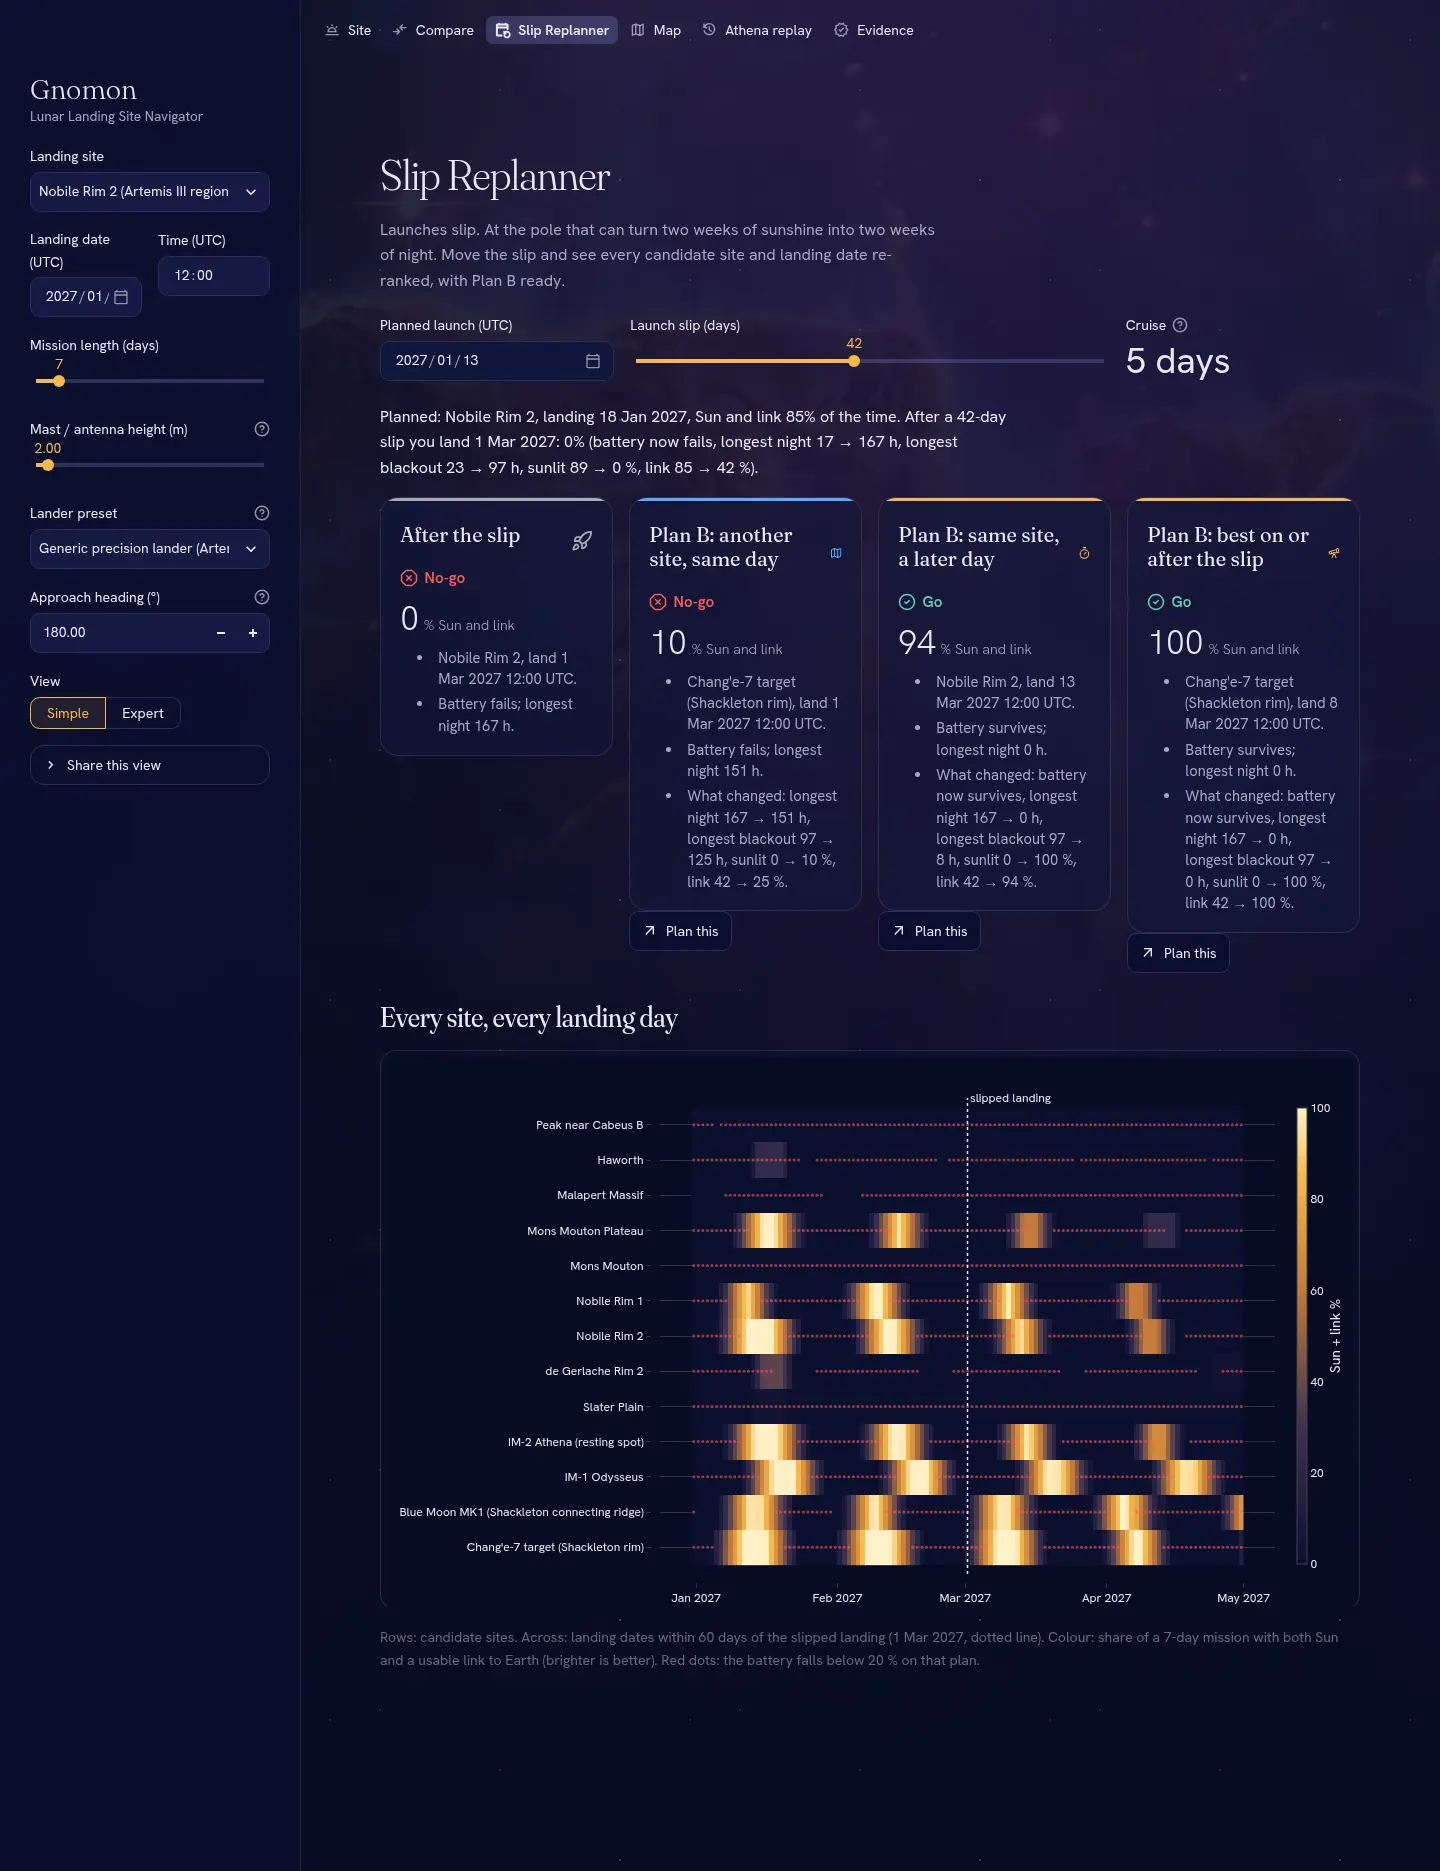 Site
Compare
Slip Replanner
Map
Athena replay
Evidence
Gnomon
Lunar Landing Site Navigator
Landing site
Nobile Rim 2 (Artemis III region
Landing date
(UTC)
Time (UTC)
2027/01/
12:00
Mission length (days)
7
Mast / antenna height (m)
2.00
Lander preset
Generic precision lander (Arter
Approach heading (°)
180.00
View
Simple
Expert
Share this view
Slip Replanner
Launches slip. At the pole that can turn two weeks of sunshine into two weeks
of night. Move the slip and see every candidate site and landing date re-
ranked, with Plan B ready.
Planned launch (UTC)
2027/01/13
Launch slip (days)
42
Cruise
5 days
Planned: Nobile Rim 2, landing 18 Jan 2027, Sun and link 85% of the time. After a 42-day
slip you land 1 Mar 2027: 0% (battery now fails, longest night 17 → 167 h, longest
blackout 23 → 97 h, sunlit 89 → 0 %, link 85 → 42 %).
After the slip
No-go
0 % Sun and link
Nobile Rim 2, land 1
Mar 2027 12:00 UTC.
Battery fails; longest
night 167 h.
Plan B: another
site, same day
No-go
10 % Sun and link
Chang'e-7 target
(Shackleton rim), land 1
Mar 2027 12:00 UTC.
Battery fails; longest
night 151 h.
What changed: longest
night 167 → 151 h,
longest blackout 97 →
125 h, sunlit 0 → 10 %,
link 42 → 25 %.
Plan this
Plan B: same site,
a later day
Go
94 % Sun and link
Nobile Rim 2, land 13
Mar 2027 12:00 UTC.
Battery survives;
longest night 0 h.
What changed: battery
now survives, longest
night 167 → 0 h,
longest blackout 97 →
8 h, sunlit 0 → 100 %,
link 42 → 94 %.
Plan this
Plan B: best on or
after the slip
Go
100 % Sun and link
Chang'e-7 target
(Shackleton rim), land 8
Mar 2027 12:00 UTC.
Battery survives;
longest night 0 h.
What changed: battery
now survives, longest
night 167 → 0 h,
longest blackout 97 →
0 h, sunlit 0 → 100 %,
link 42 → 100 %.
Plan this
Every site, every landing day
slipped landing
Peak near Cabeus B
Haworth
Malapert Massif
Mons Mouton Plateau
Mons Mouton
Nobile Rim 1
Nobile Rim 2
de Gerlache Rim 2
Slater Plain
IM-2 Athena (resting spot)
IM-1 Odysseus
Blue Moon MK1 (Shackleton connecting ridge)
Chang'e-7 target (Shackleton rim)
Jan 2027
Feb 2027
Mar 2027
Apr 2027
May 2027
100
80
60
40
20
0
Sun + link %
Rows: candidate sites. Across: landing dates within 60 days of the slipped landing (1 Mar 2027, dotted line). Colour: share of a 7-day mission with both Sun
and a usable link to Earth (brighter is better). Red dots: the battery falls below 20 % on that plan.